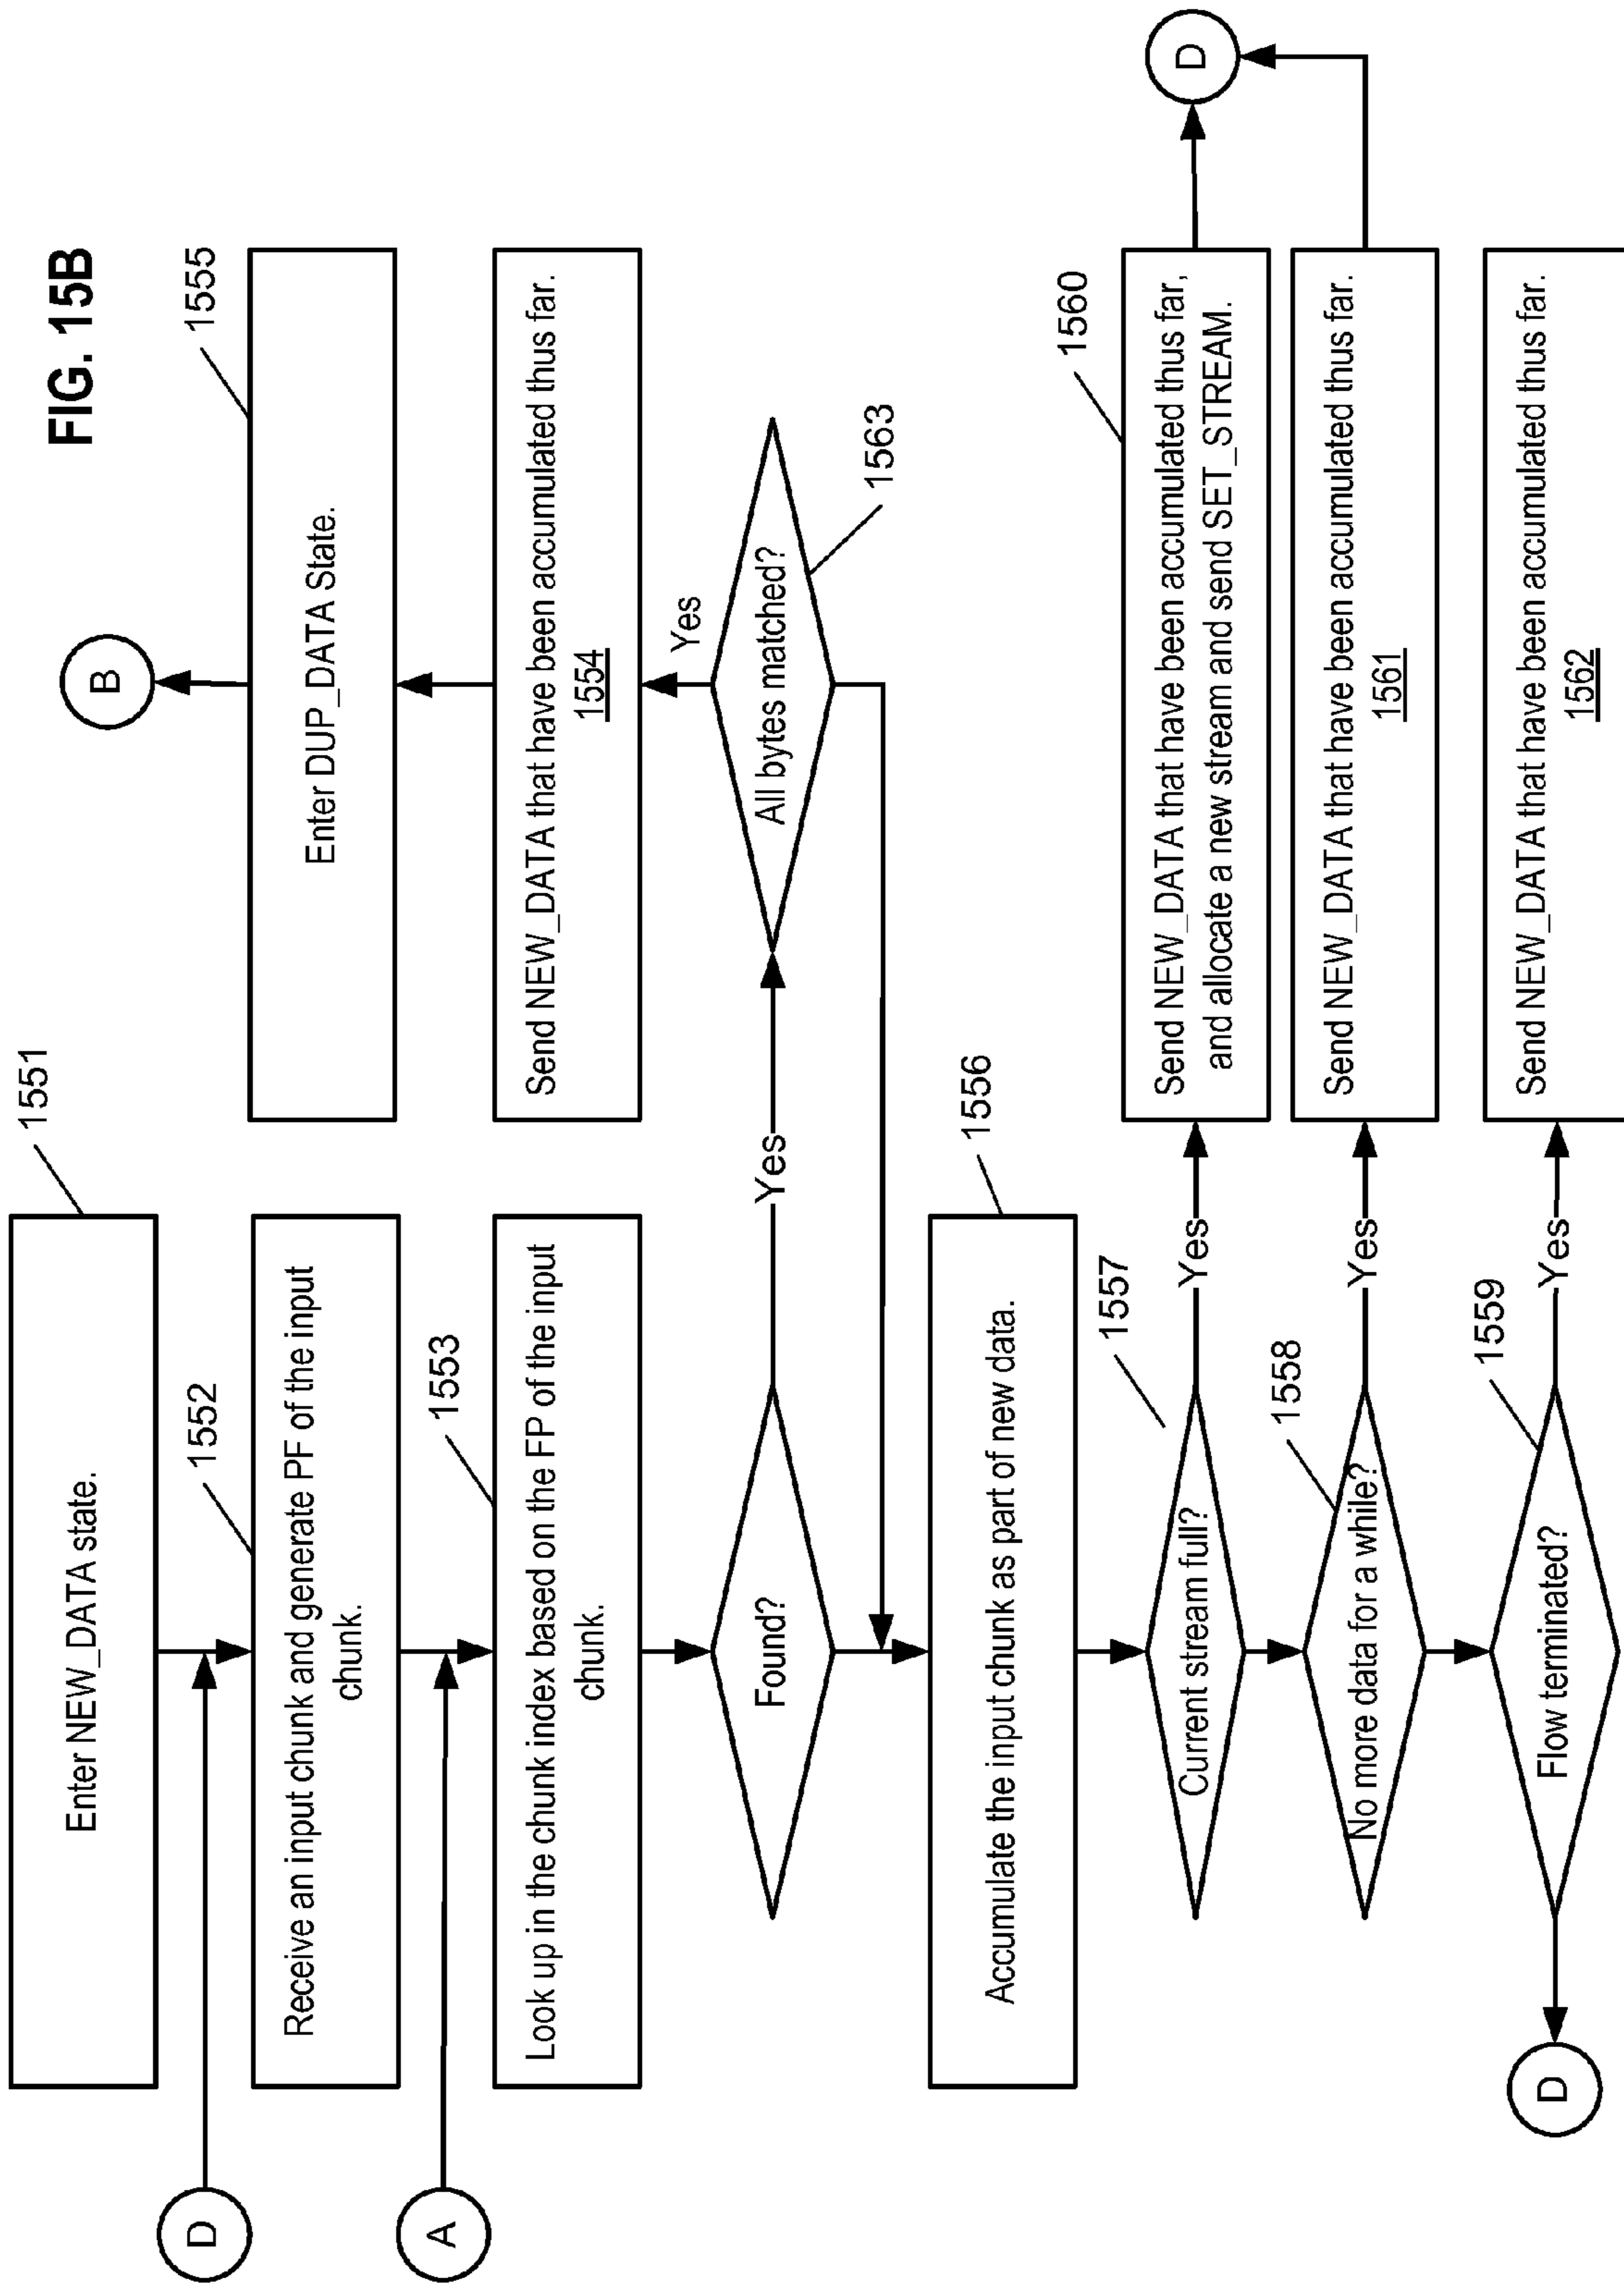 FIG. 15B
1551
Enter NEW_DATA state.
D
1552
Receive an input chunk and generate PF of the input
chunk.
A
1553
Look up in the chunk index based on the FP of the input
chunk.
Found?
Yes
B
1555
Enter DUP_DATA State.
Send NEW_DATA that have been accumulated thus far.
1554
Yes
All bytes matched?
1563
1556
Accumulate the input chunk as part of new data.
1557
Current stream full?
Yes
1560
Send NEW_DATA that have been accumulated thus far,
and allocate a new stream and send SET_STREAM.
D
1558
No more data for a while?
Yes
Send NEW_DATA that have been accumulated thus far.
1561
1559
Flow terminated?
Yes
Send NEW_DATA that have been accumulated thus far.
1562
D